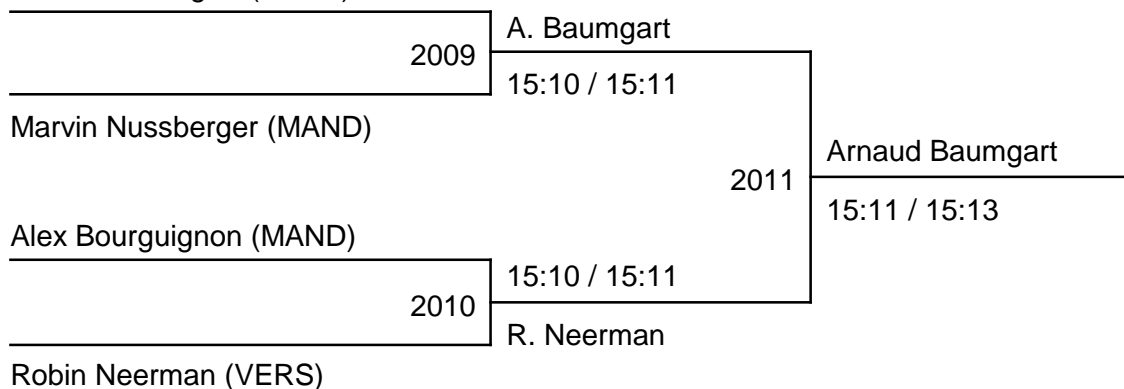 A. Baumgart
2009
15:10 / 15:11
Marvin Nussberger (MAND)
Arnaud Baumgart
2011
15:11 / 15:13
Alex Bourguignon (MAND)
15:10 / 15:11
2010
R. Neerman
Robin Neerman (VERS)